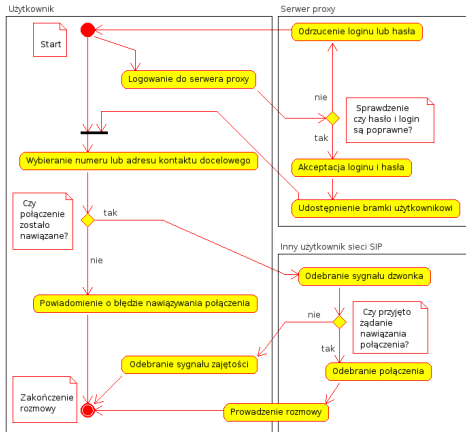 Użytkownik
Serwer proxy
Start
Odrzucenie loginu lub hasła
Logowanie do serwera proxy
nie
Sprawdzenie
czy hasło i login
są poprawne?
tak
Wybieranie numeru lub adresu kontaktu docelowego
Akceptacja loginu i hasła
Udostępnienie bramki użytkownikowi
Czy
połączenie
zostało
nawiązane?
tak
nie
Inny użytkownik sieci SIP
Odebranie sygnału dzwonka
Powiadomienie o błędzie nawiązywania połączenia
nie
Czy przyjęto
żądanie
nawiązania
połączenia?
tak
Odebranie sygnału zajętości
Odebranie połączenia
Zakończenie
rozmowy
Prowadzenie rozmowy